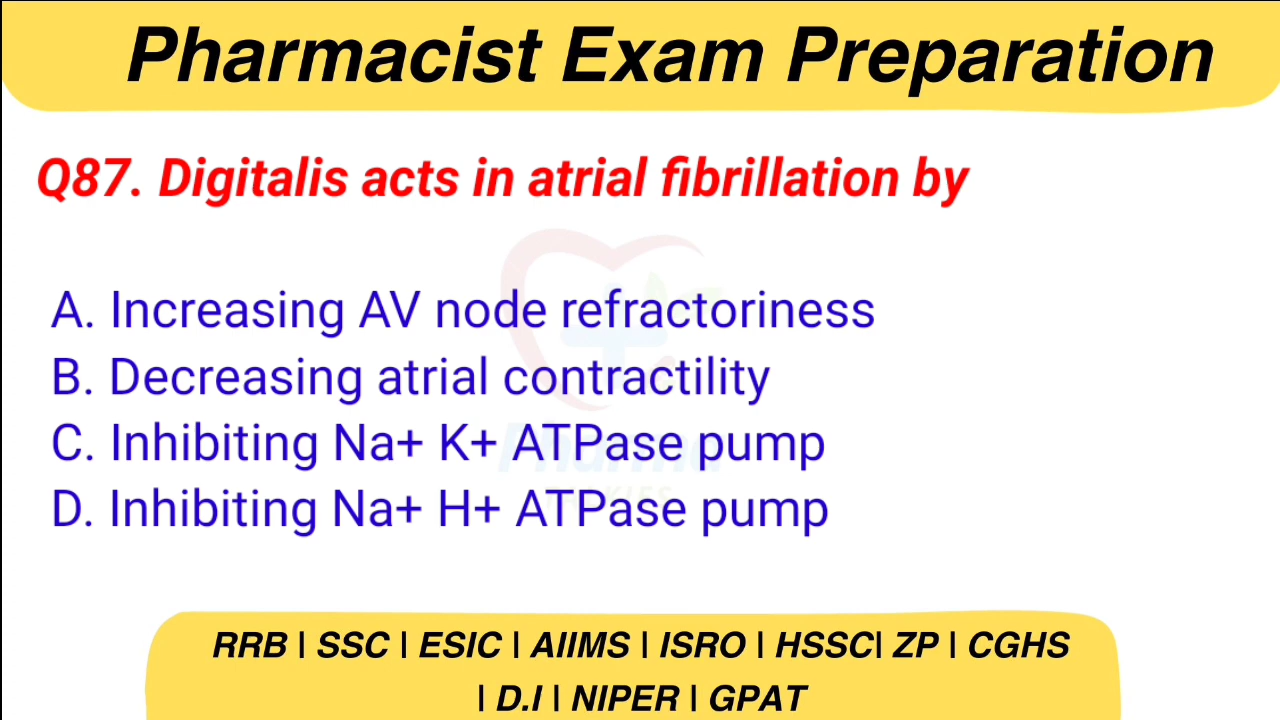 Pharmacist Exam Preparation
Q87. Digitalis acts in atrial fibrillation by
A. Increasing AV node refractoriness
B. Decreasing atrial contractility
C. Inhibiting Na+ K+ ATPase pump
D. Inhibiting Na+ H+ ATPase pump
Pharma
RRB | SSC | ESIC | AIIMS | ISRO | HSSC| ZP | CGHS
| D.I | NIPER | GPAT